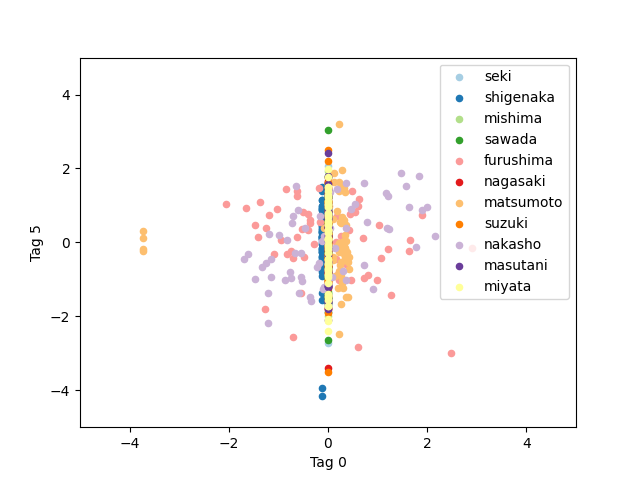 4
2
0
−2
−4
Tag 5
−4
−2
0
2
4
Tag 0
seki
shigenaka
mishima
sawada
furushima
nagasaki
matsumoto
suzuki
nakasho
masutani
miyata